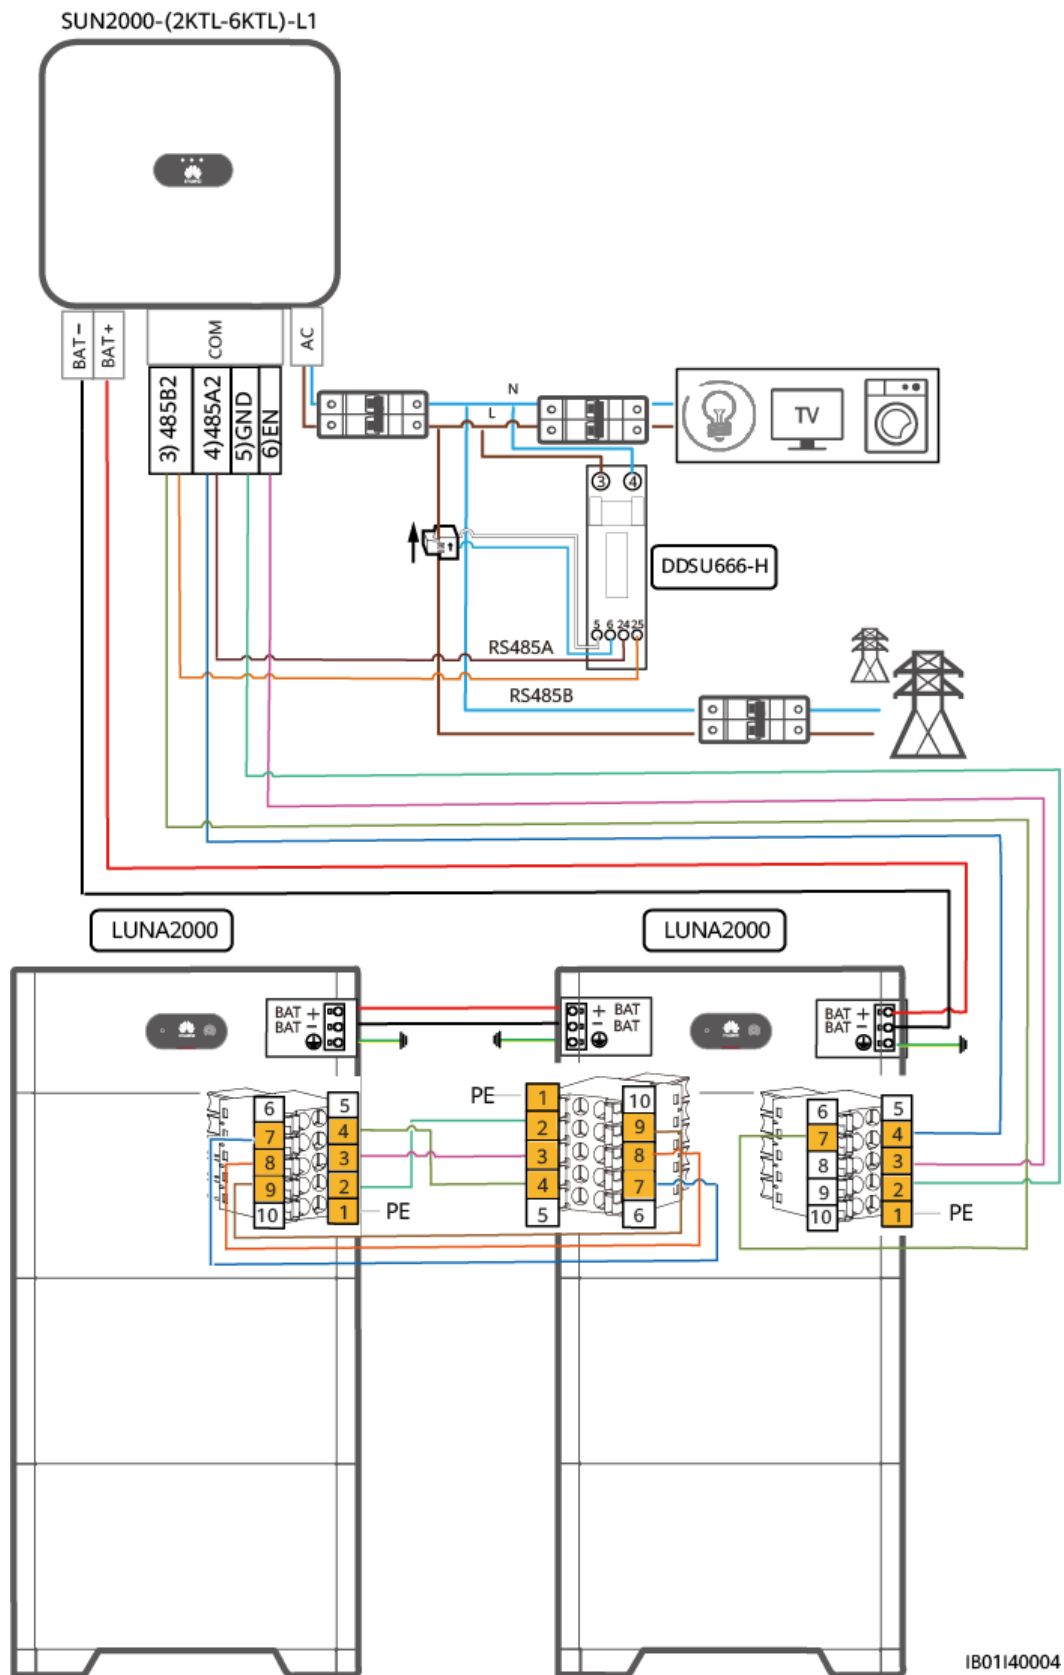 SUN2000-(2KTL-6KTL)-L1
BAT−
BAT+
COM
AC
3) 485B2
4)485A2
5)GND
6)EN
N
L
TV
3 4
DDSU666-H
5 6 24 25
RS485A
RS485B
LUNA2000
LUNA2000
BAT +
BAT −
+ BAT
− BAT
BAT +
BAT −
6
7
8
9
10
5
4
3
2
1
PE
PE
1
2
3
4
5
10
9
8
7
6
6
7
8
9
10
5
4
3
2
1
PE
IB01I40004